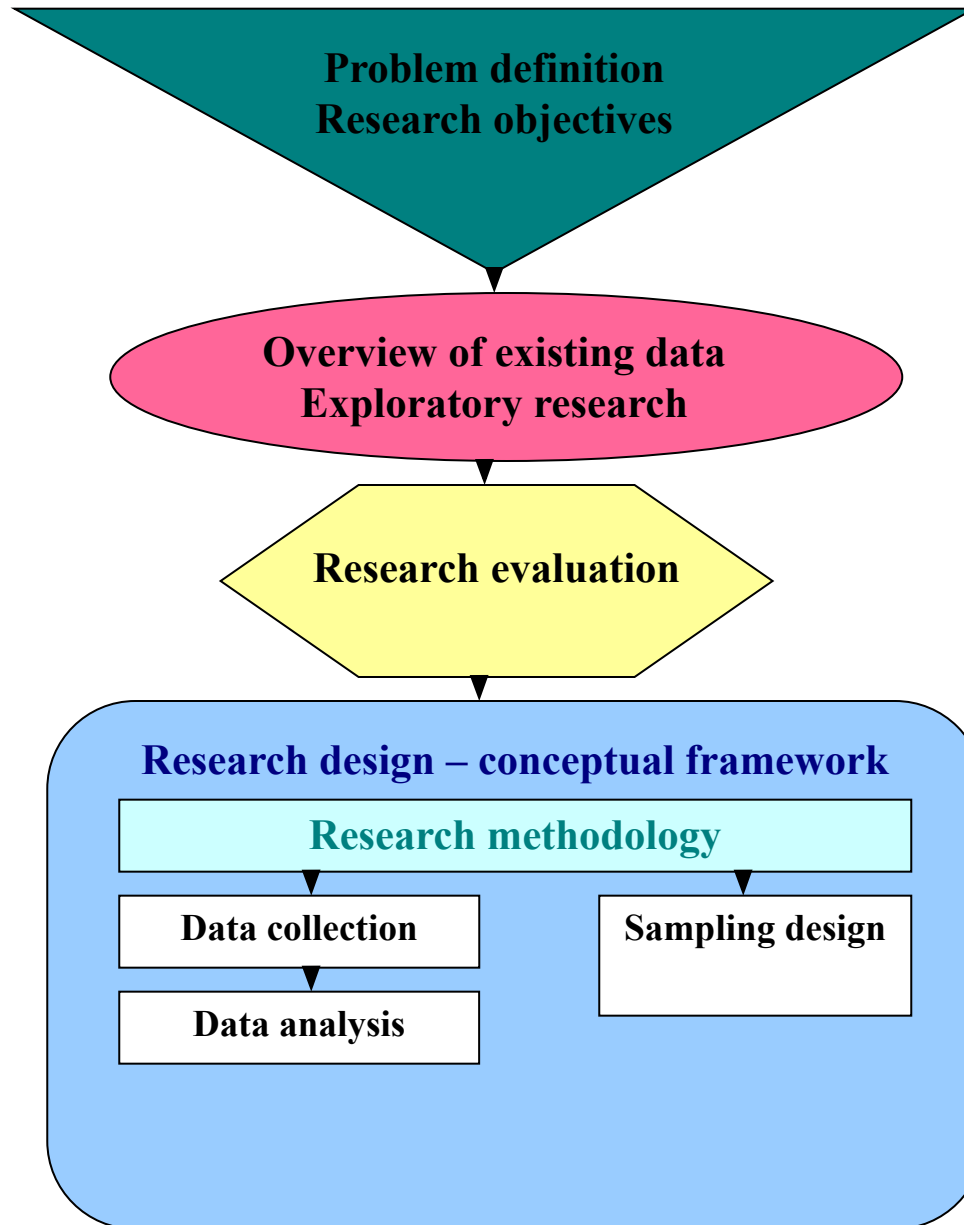 Problem definition
Research objectives
Overview of existing data
Exploratory research
Research evaluation
Research design – conceptual framework
Research methodology
Data collection
Sampling design
Data analysis